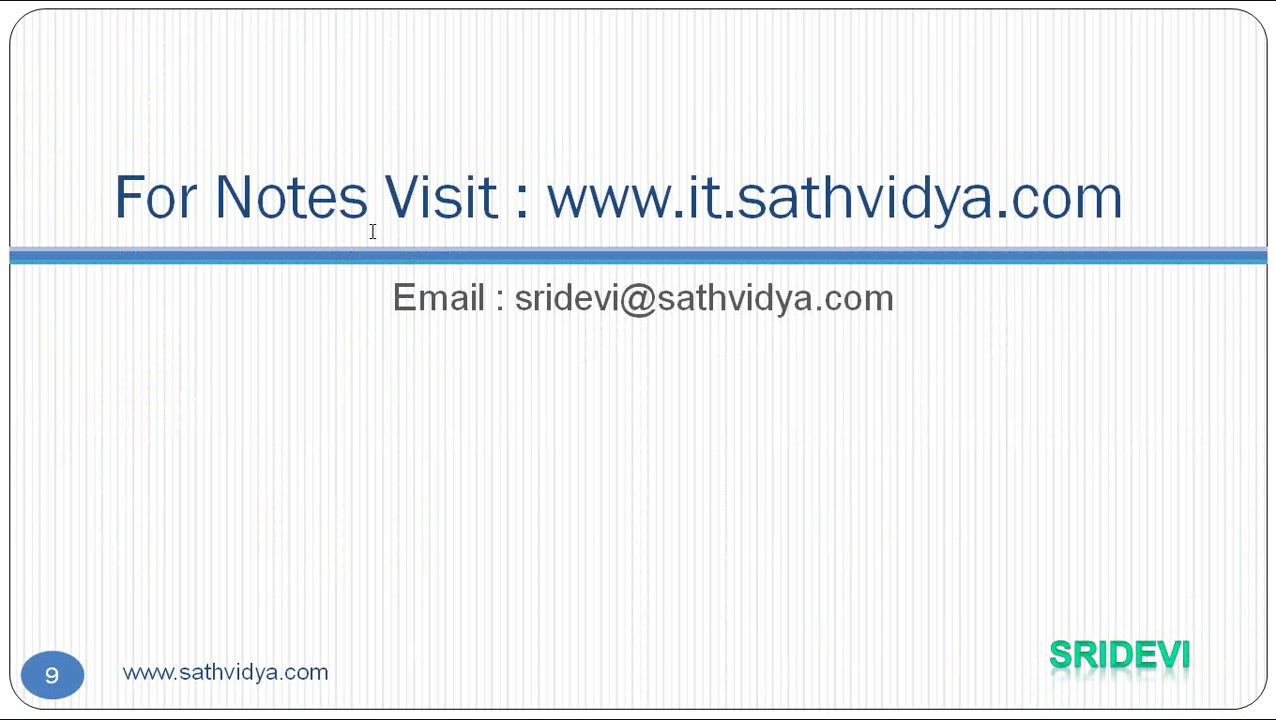 For Notes Visit : www.it.sathvidya.com
Email : sridevi@sathvidya.com
9
www.sathvidya.com
SRIDEVI